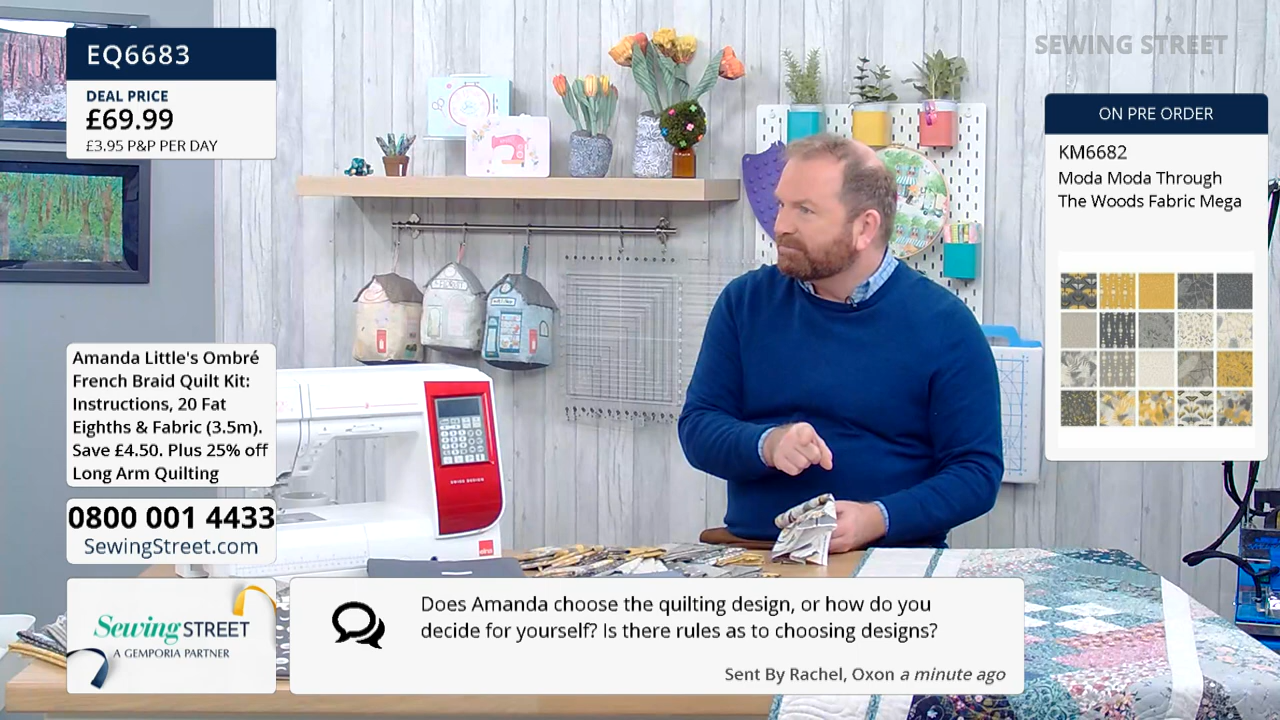 SEWING STREET
EQ6683
DEAL PRICE
£69.99
£3.95 P&P PER DAY
ON PRE ORDER
KM6682
Moda Moda Through
The Woods Fabric Mega
Amanda Little's Ombré
French Braid Quilt Kit:
Instructions, 20 Fat
Eighths & Fabric (3.5m).
Save £4.50. Plus 25% off
Long Arm Quilting
0800 001 4433
SewingStreet.com
elna
Sewing STREET
A GEMPORIA PARTNER
Does Amanda choose the quilting design, or how do you
decide for yourself? Is there rules as to choosing designs?
Sent By Rachel, Oxon a minute ago